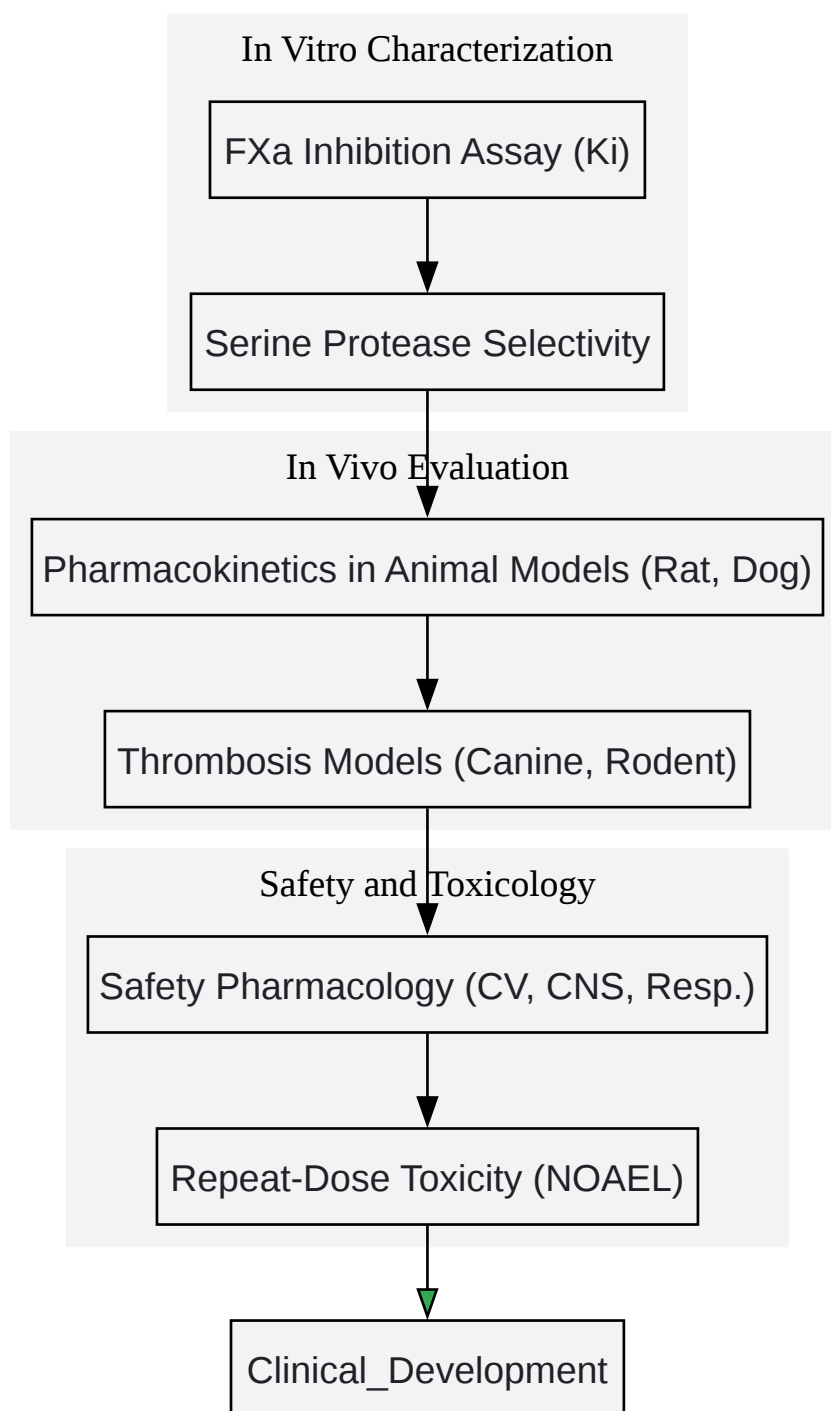 In Vitro Characterization
FXa Inhibition Assay (Ki)
Serine Protease Selectivity
In Vivo Evaluation
Pharmacokinetics in Animal Models (Rat, Dog)
Thrombosis Models (Canine, Rodent)
Safety and Toxicology
Safety Pharmacology (CV, CNS, Resp.)
Repeat-Dose Toxicity (NOAEL)
Clinical_Development